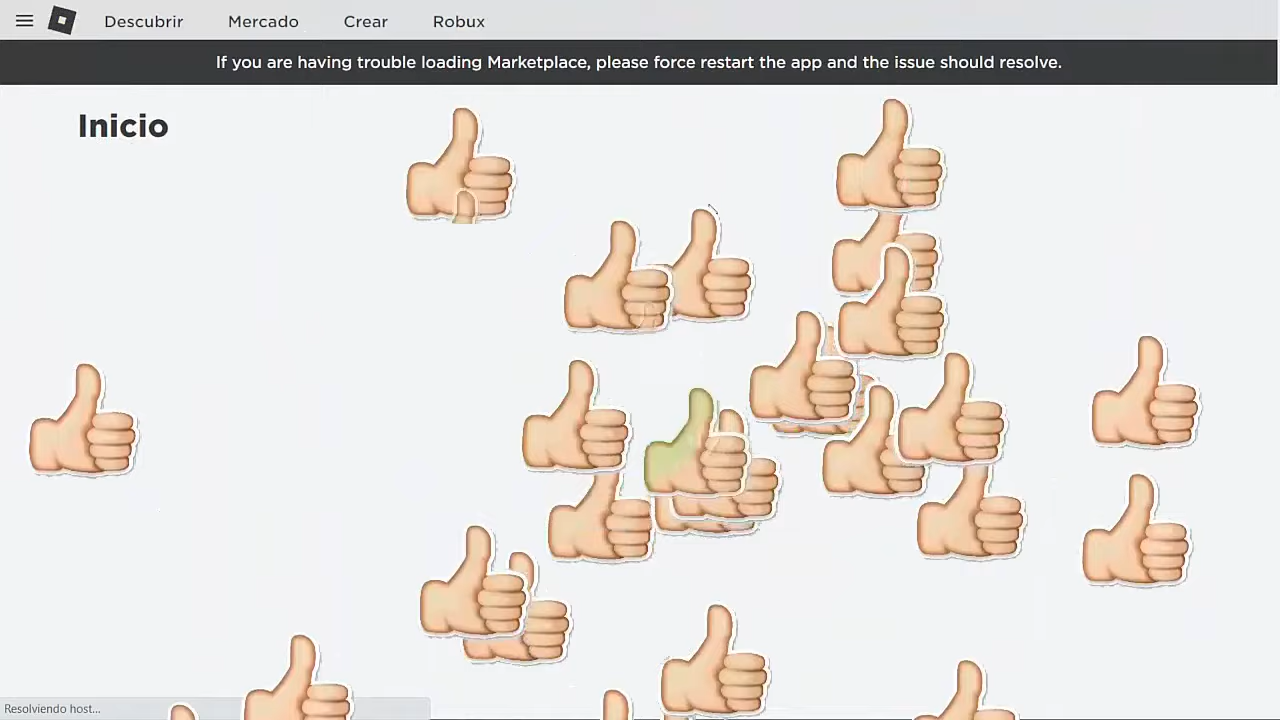 Descubrir Mercado Crear Robux
If you are having trouble loading Marketplace, please force restart the app and the issue should resolve.
Inicio
Resolviendo host...